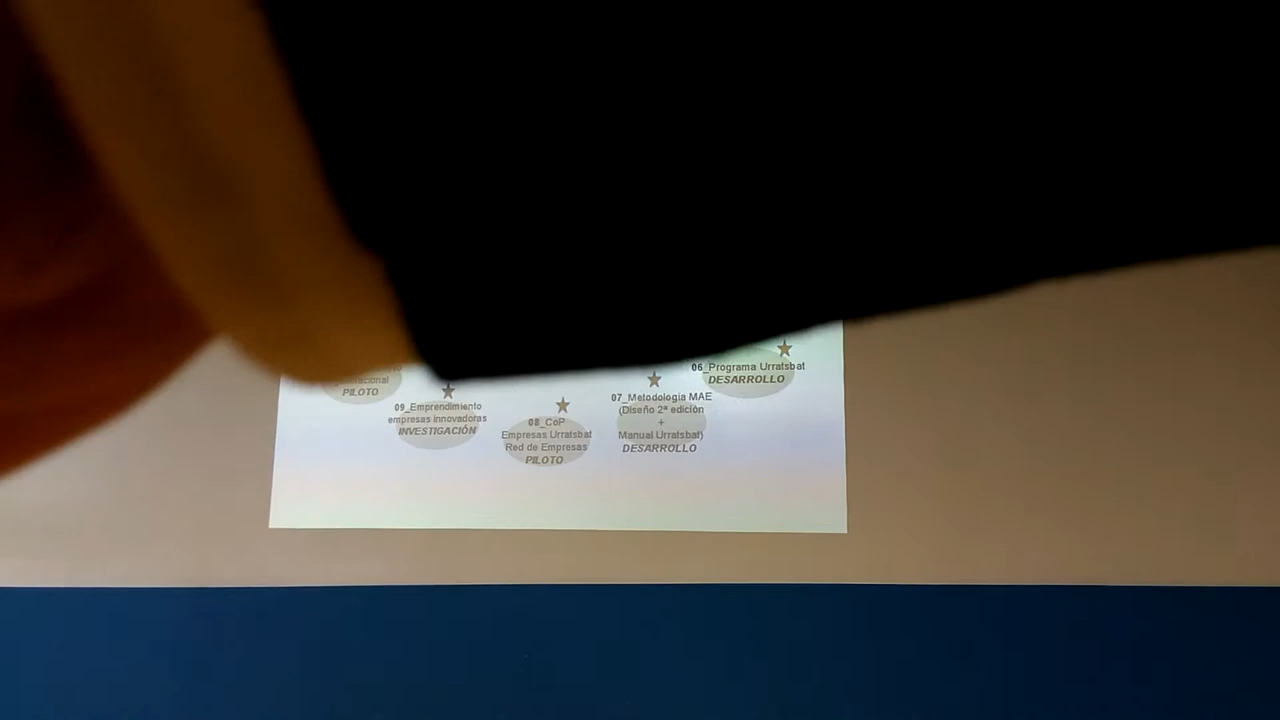 PILOTO
09_Emprendimiento
empresas innovadoras
INVESTIGACIÓN
08_CoP
Empresas Urratsbat
Red de Empresas
PILOTO
07_Metodología MAE
(Diseño 2ª edición
+
Manual Urratsbat)
DESARROLLO
06_Programa Urratsbat
DESARROLLO